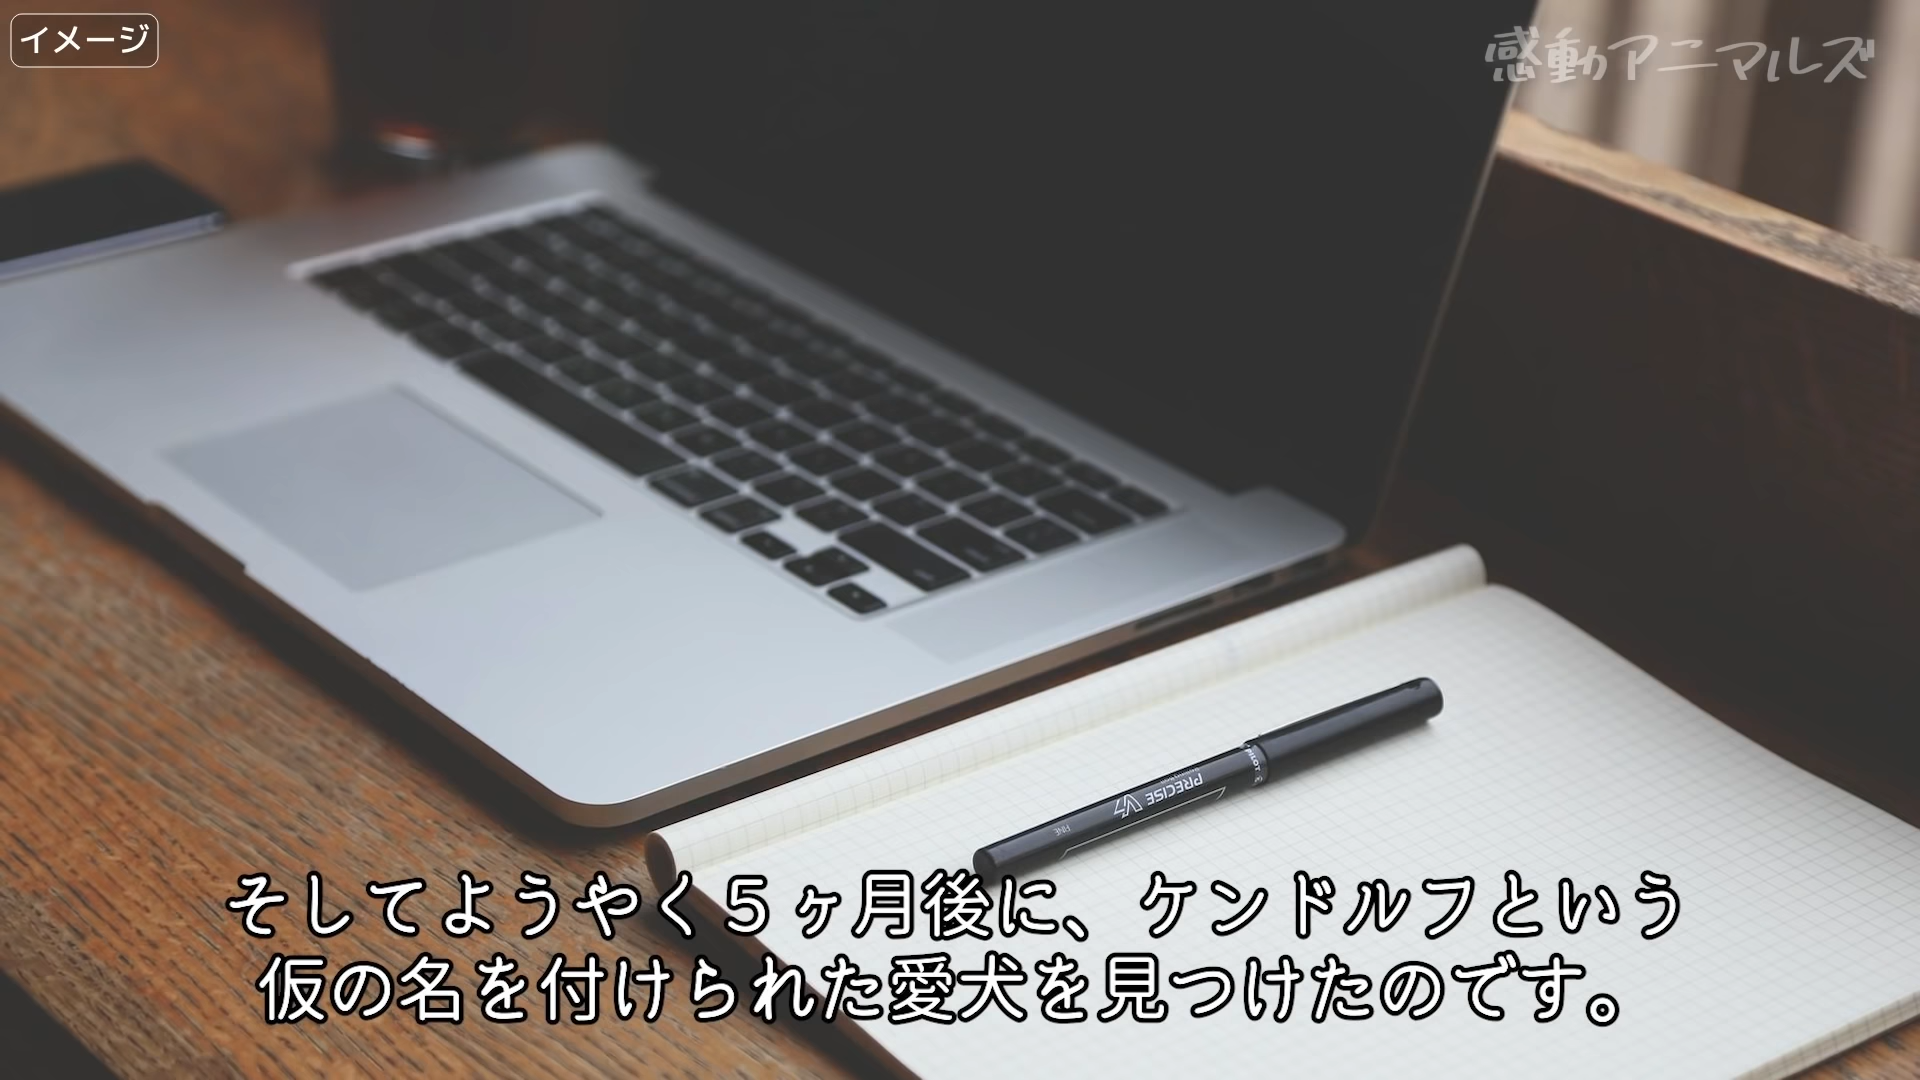 イメージ
感動アニマルズ
PILOT
PRECISE V7
FINE
そしてようやく５ヶ月後に、ケンドルフという
仮の名を付けられた愛犬を見つけたのです。